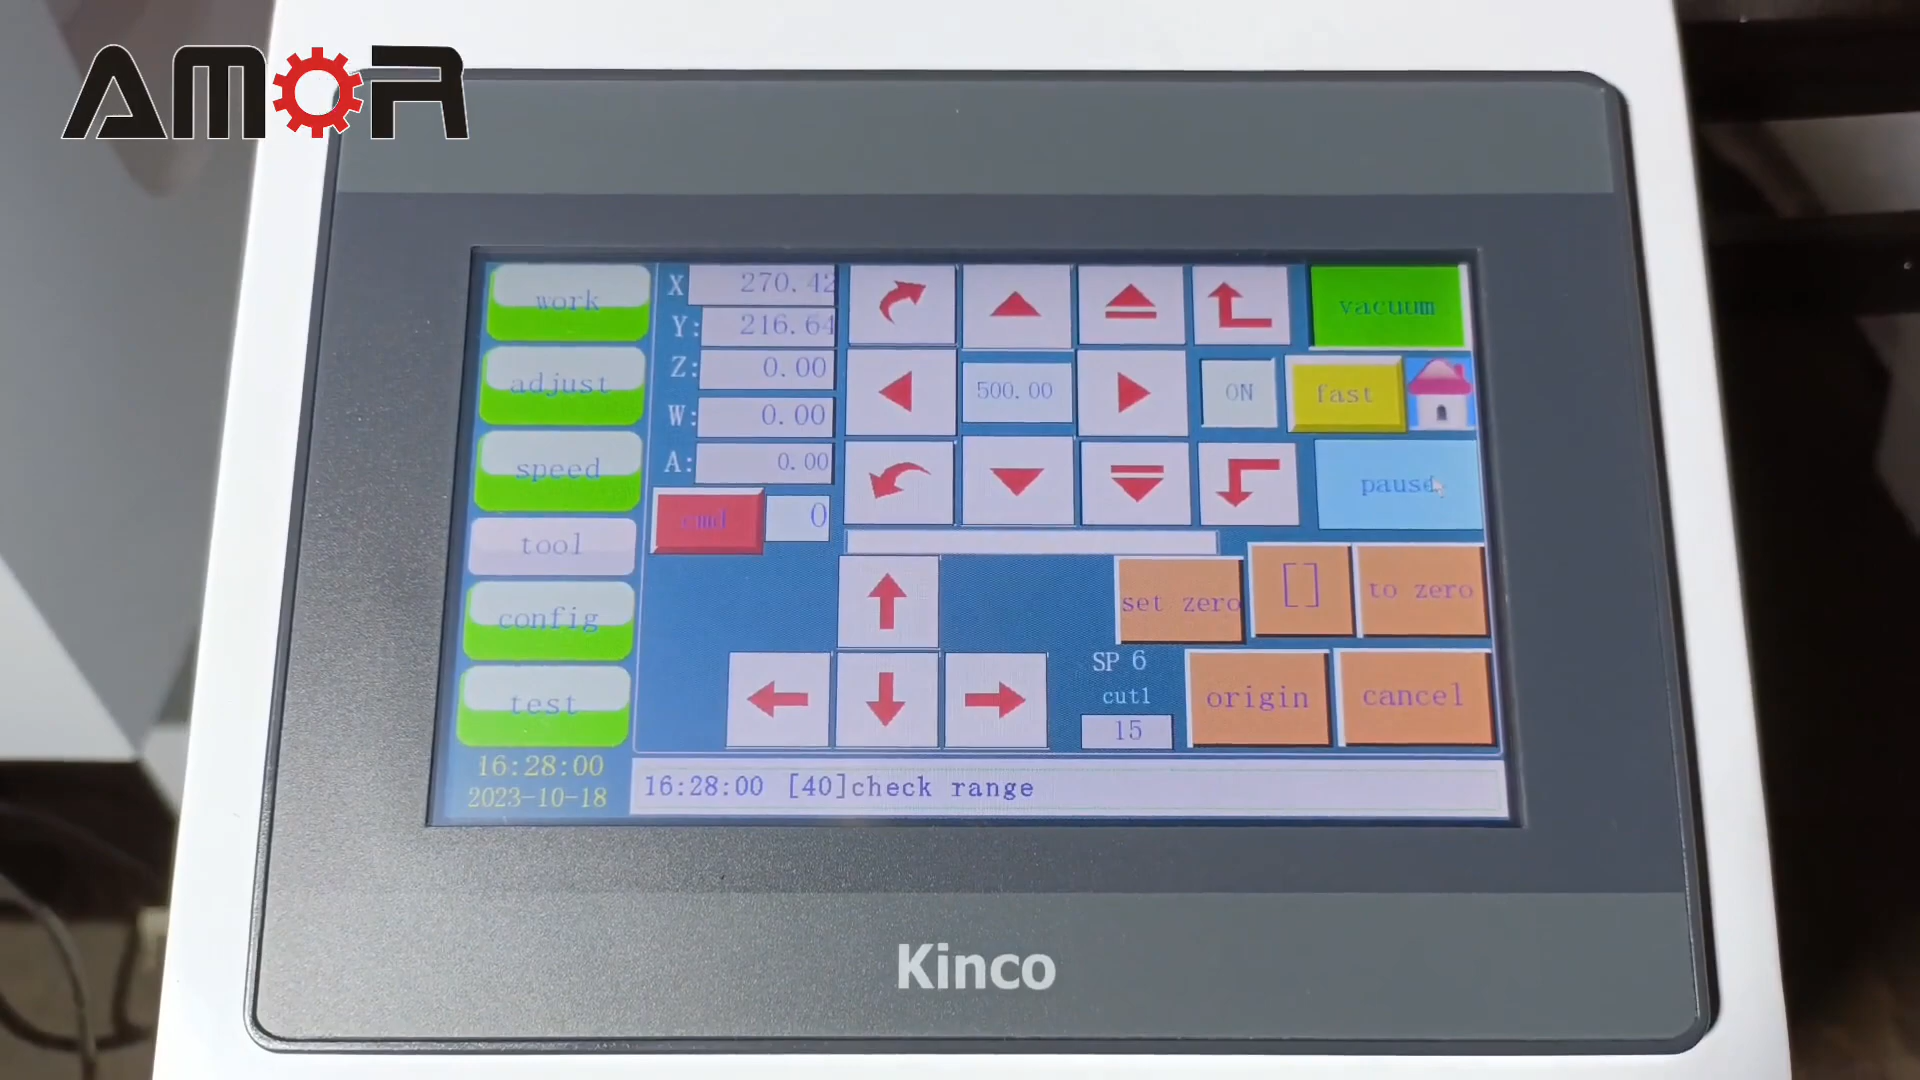 AMOR
work
adjust
speed
tool
config
test
16:28:00
2023-10-18
X 270.42
Y: 216.64
Z: 0.00
W: 0.00
A: 0.00
cmd 0
500.00
ON
vacuum
fast
pause
set zero
[]
to zero
SP 6
cut1
15
origin
cancel
16:28:00 [40]check range
Kinco